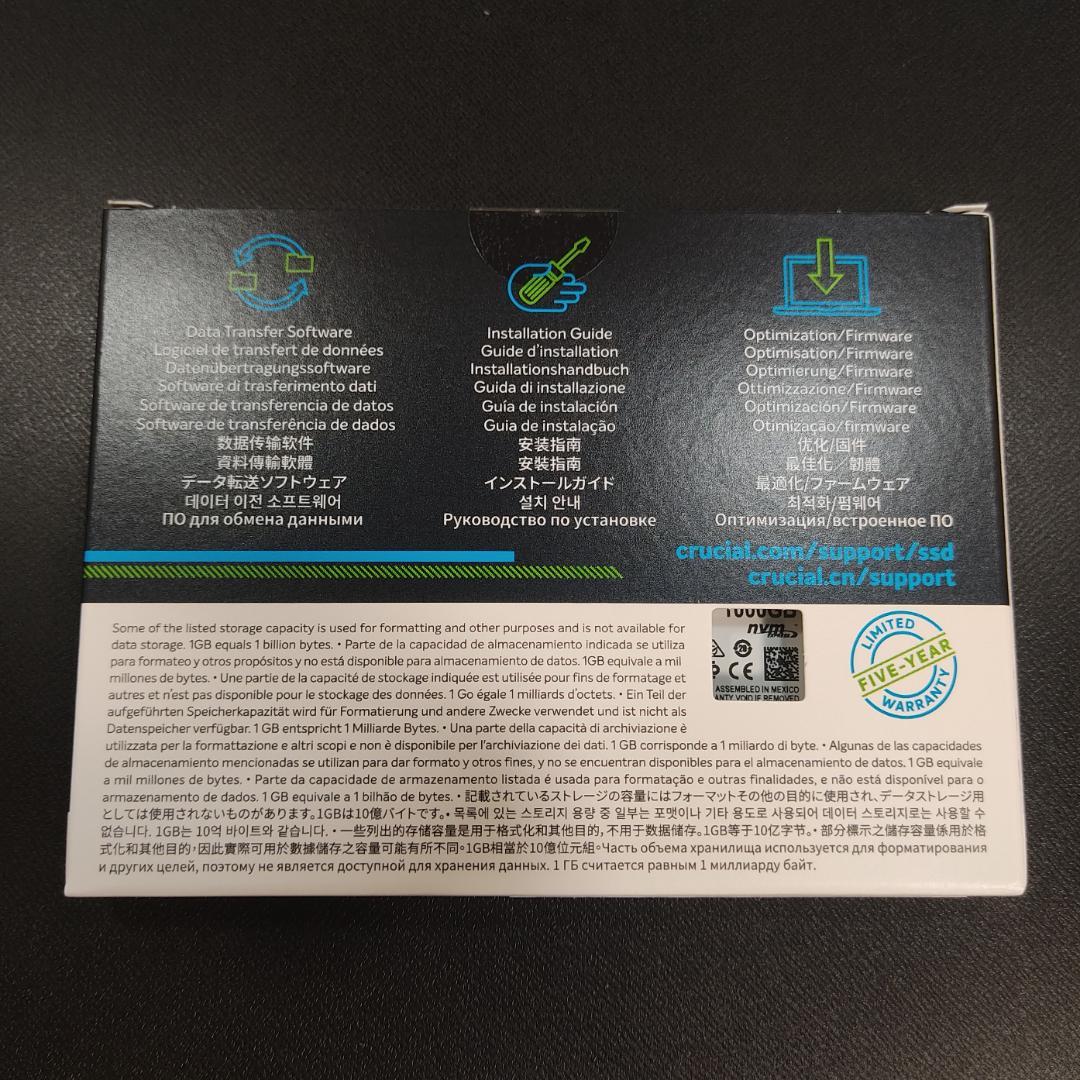 Data Transfer Software
Logiciel de transfert de données
Datenübertragungssoftware
Software di trasferimento dati
Software de transferencia de datos
Software de transferência de dados
数据传输软件
資料傳輸軟體
データ転送ソフトウェア
데이터 이전 소프트웨어
ПО для обмена данными
Installation Guide
Guide d'installation
Installationshandbuch
Guida di installazione
Guía de instalación
Guia de instalação
安装指南
安裝指南
インストールガイド
설치 안내
Руководство по установке
Optimization/Firmware
Optimisation/Firmware
Optimierung/Firmware
Ottimizzazione/Firmware
Optimización/Firmware
Otimização/firmware
优化/固件
最佳化／韌體
最適化/ファームウェア
최적화/펌웨어
Оптимизация/встроенное ПО
crucial.com/support/ssd
crucial.cn/support
Some of the listed storage capacity is used for formatting and other purposes and is not available for
data storage. 1GB equals 1 billion bytes. • Parte de la capacidad de almacenamiento indicada se utiliza
para formateo y otros propósitos y no está disponible para almacenamiento de datos. 1GB equivale a mil
millones de bytes. • Une partie de la capacité de stockage indiquée est utilisée pour fins de formatage et
autres et n'est pas disponible pour le stockage des données. 1 Go égale 1 milliards d'octets. • Ein Teil der
aufgeführten Speicherkapazität wird für Formatierung und andere Zwecke verwendet und ist nicht als
Datenspeicher verfügbar. 1 GB entspricht 1 Milliarde Bytes. • Una parte della capacità di archiviazione è
utilizzata per la formattazione e altri scopi e non è disponibile per l'archiviazione dei dati. 1 GB corrisponde a 1 miliardo di byte. • Algunas de las capacidades
de almacenamiento mencionadas se utilizan para dar formato y otros fines, y no se encuentran disponibles para el almacenamiento de datos. 1 GB equivale
a mil millones de bytes. • Parte da capacidade de armazenamento listada é usada para formatação e outras finalidades, e não está disponível para o
armazenamento de dados. 1 GB equivale a 1 bilhão de bytes. • 記載されているストレージの容量にはフォーマットその他の目的に使用され、データストレージ用
としては使用されないものがあります。1GBは10億バイトです。• 목록에 있는 스토리지 용량 중 일부는 포맷이나 기타 용도로 사용되어 데이터 스토리지로는 사용할 수
없습니다. 1GB는 10억 바이트와 같습니다. • 一些列出的存储容量是用于格式化和其他目的, 不用于数据储存。1GB等于10亿字节。• 部分標示之儲存容量係用於格
式化和其他目的，因此實際可用於數據儲存之容量可能有所不同。1GB相當於10億位元組。•Часть объема хранилища используется для форматирования
и других целей, поэтому не является доступной для хранения данных. 1 ГБ считается равным 1 миллиарду байт.
1000GB
nvm
EXPRESS
28
CE
ASSEMBLED IN MEXICO
WARRANTY VOID IF REMOVED
LIMITED
FIVE-YEAR
WARRANTY